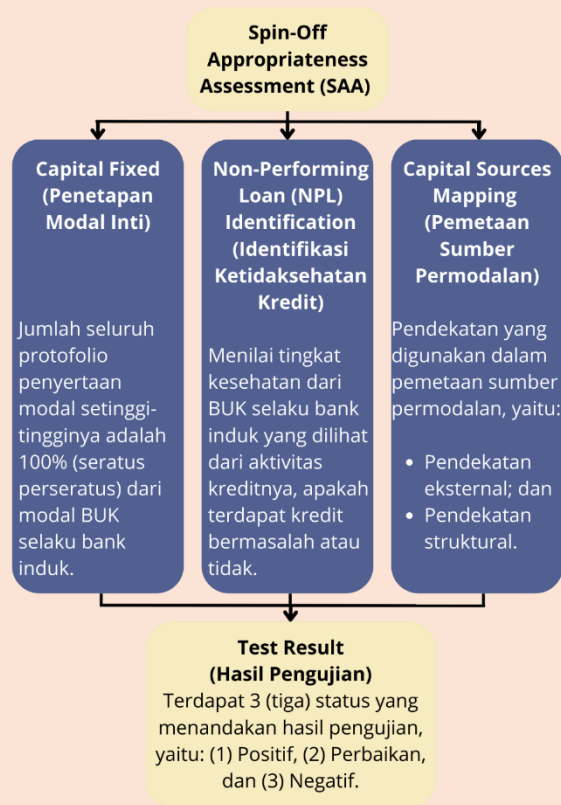 Spin-Off
Appropriateness
Assessment (SAA)
Capital Fixed
(Penetapan
Modal Inti)
Jumlah seluruh
protofolio
penyertaan
modal setinggi-
tingginya adalah
100% (seratus
perseratus) dari
modal BUK
selaku bank
induk.
Non-Performing
Loan (NPL)
Identification
(Identifikasi
Ketidaksehatan
Kredit)
Menilai tingkat
kesehatan dari
BUK selaku bank
induk yang dilihat
dari aktivitas
kreditnya, apakah
terdapat kredit
bermasalah atau
tidak.
Capital Sources
Mapping
(Pemetaan
Sumber
Permodalan)
Pendekatan yang
digunakan dalam
pemetaan sumber
permodalan, yaitu:
• Pendekatan
eksternal; dan
• Pendekatan
struktural.
Test Result
(Hasil Pengujian)
Terdapat 3 (tiga) status yang
menandakan hasil pengujian,
yaitu: (1) Positif, (2) Perbaikan,
dan (3) Negatif.